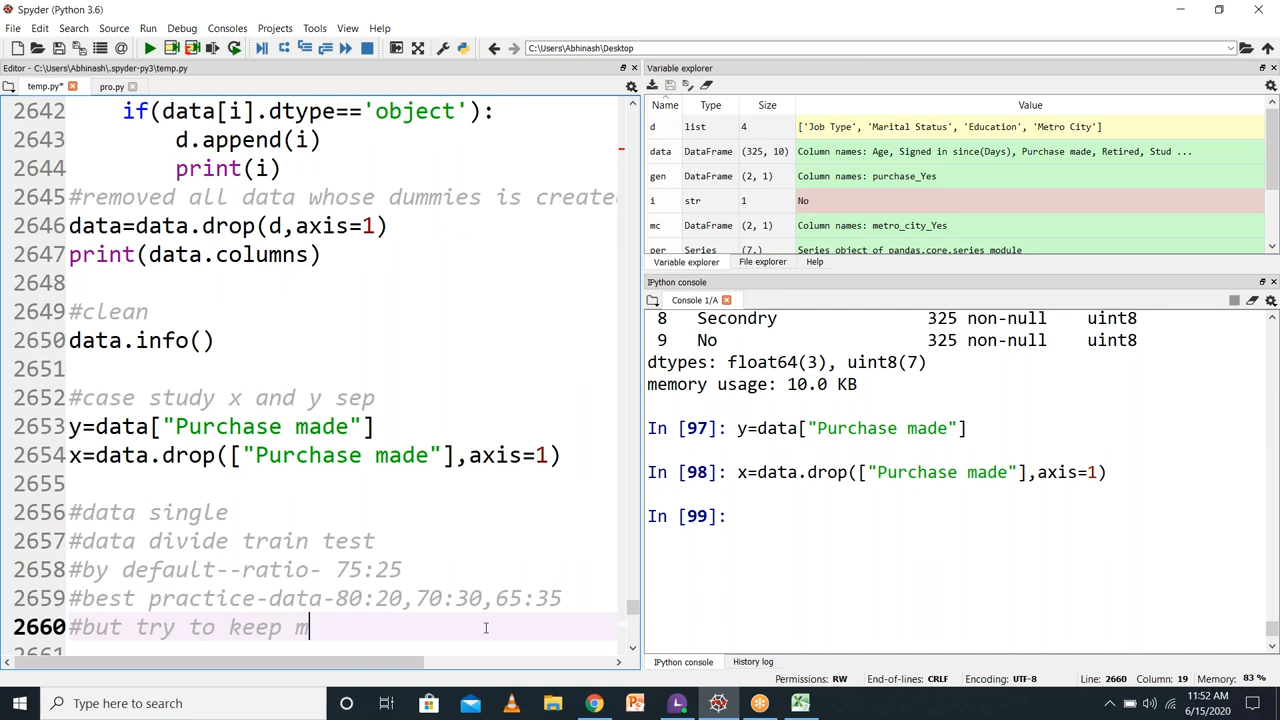 Spyder (Python 3.6)
File Edit Search Source Run Debug Consoles Projects Tools View Help
C:\Users\Abhinash\Desktop
Editor - C:\Users\Abhinash\.spyder-py3\temp.py
temp.py* pro.py
2642 if(data[i].dtype=='object'):
2643 d.append(i)
2644 print(i)
2645 #removed all data whose dummies is create
2646 data=data.drop(d,axis=1)
2647 print(data.columns)
2648
2649 #clean
2650 data.info()
2651
2652 #case study x and y sep
2653 y=data["Purchase made"]
2654 x=data.drop(["Purchase made"],axis=1)
2655
2656 #data single
2657 #data divide train test
2658 #by default--ratio- 75:25
2659 #best practice-data-80:20,70:30,65:35
2660 #but try to keep m
2661
Variable explorer
Name Type Size Value
d list 4 ['Job Type', 'Marital Status', 'Education', 'Metro City']
data DataFrame (325, 10) Column names: Age, Signed in since(Days), Purchase made, Retired, Stud ...
gen DataFrame (2, 1) Column names: purchase_Yes
i str 1 No
mc DataFrame (2, 1) Column names: metro_city_Yes
per Series (7,) Series object of pandas.core.series module
Variable explorer File explorer Help
IPython console
Console 1/A
8 Secondry 325 non-null uint8
9 No 325 non-null uint8
dtypes: float64(3), uint8(7)
memory usage: 10.0 KB
In [97]: y=data["Purchase made"]
In [98]: x=data.drop(["Purchase made"],axis=1)
In [99]:
IPython console History log
Permissions: RW End-of-lines: CRLF Encoding: UTF-8 Line: 2660 Column: 19 Memory: 83 %
Type here to search
11:52 AM
6/15/2020